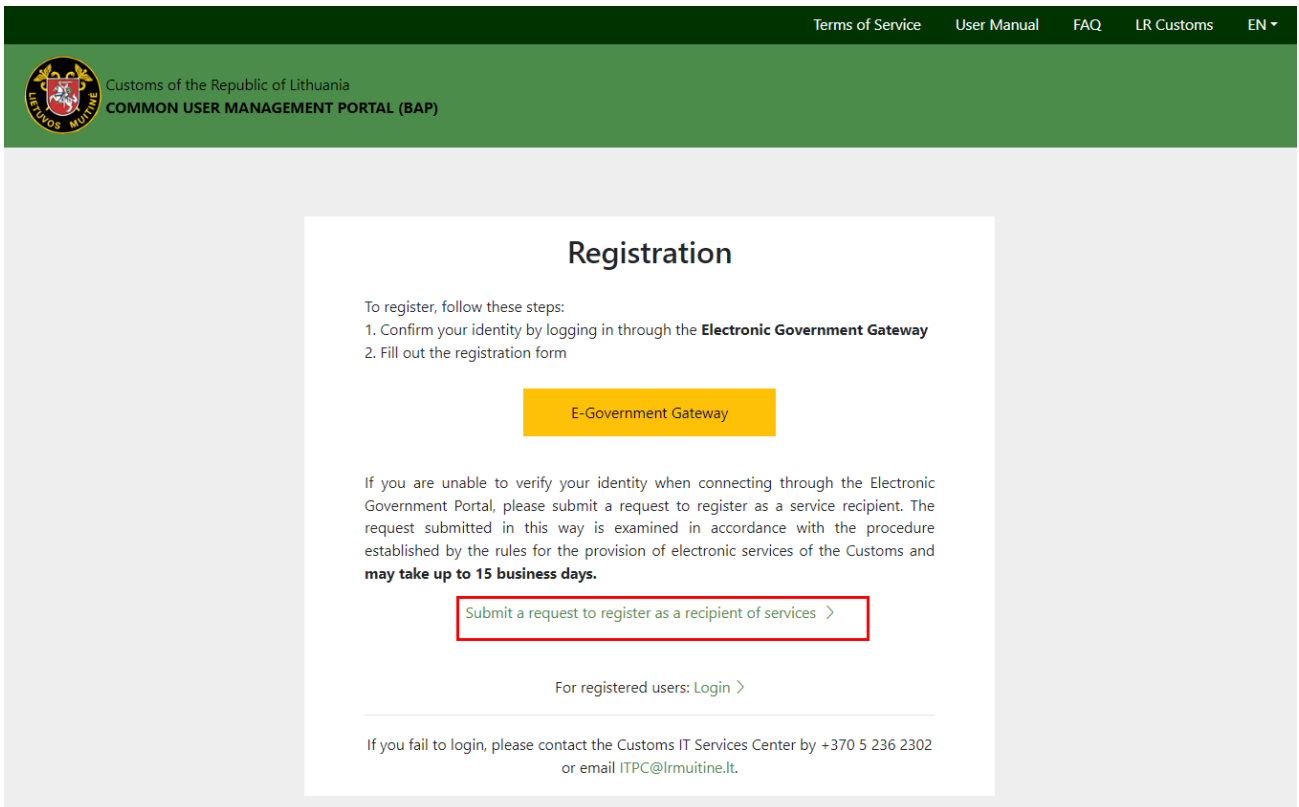 Terms of Service User Manual FAQ LR Customs EN
LIETUVOS MUITINĖ
Customs of the Republic of Lithuania
COMMON USER MANAGEMENT PORTAL (BAP)
Registration
To register, follow these steps:
1. Confirm your identity by logging in through the Electronic Government Gateway
2. Fill out the registration form
E-Government Gateway
If you are unable to verify your identity when connecting through the Electronic
Government Portal, please submit a request to register as a service recipient. The
request submitted in this way is examined in accordance with the procedure
established by the rules for the provision of electronic services of the Customs and
may take up to 15 business days.
Submit a request to register as a recipient of services >
For registered users: Login >
If you fail to login, please contact the Customs IT Services Center by +370 5 236 2302
or email ITPC@lrmuitine.lt.